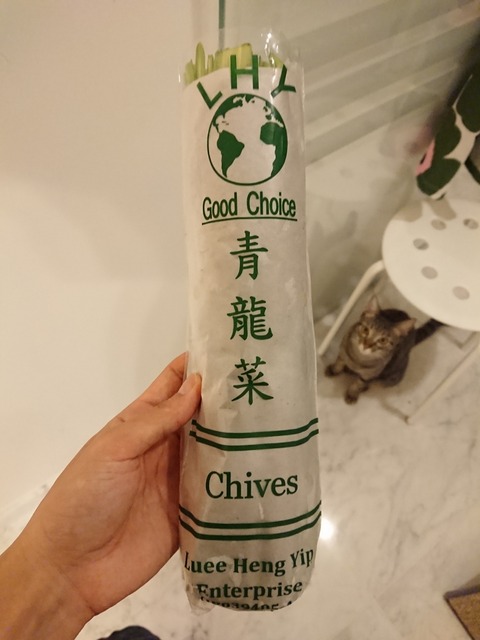 LHY
Good Choice
青
龍
菜
Chives
Luee Heng Yip
Enterprise